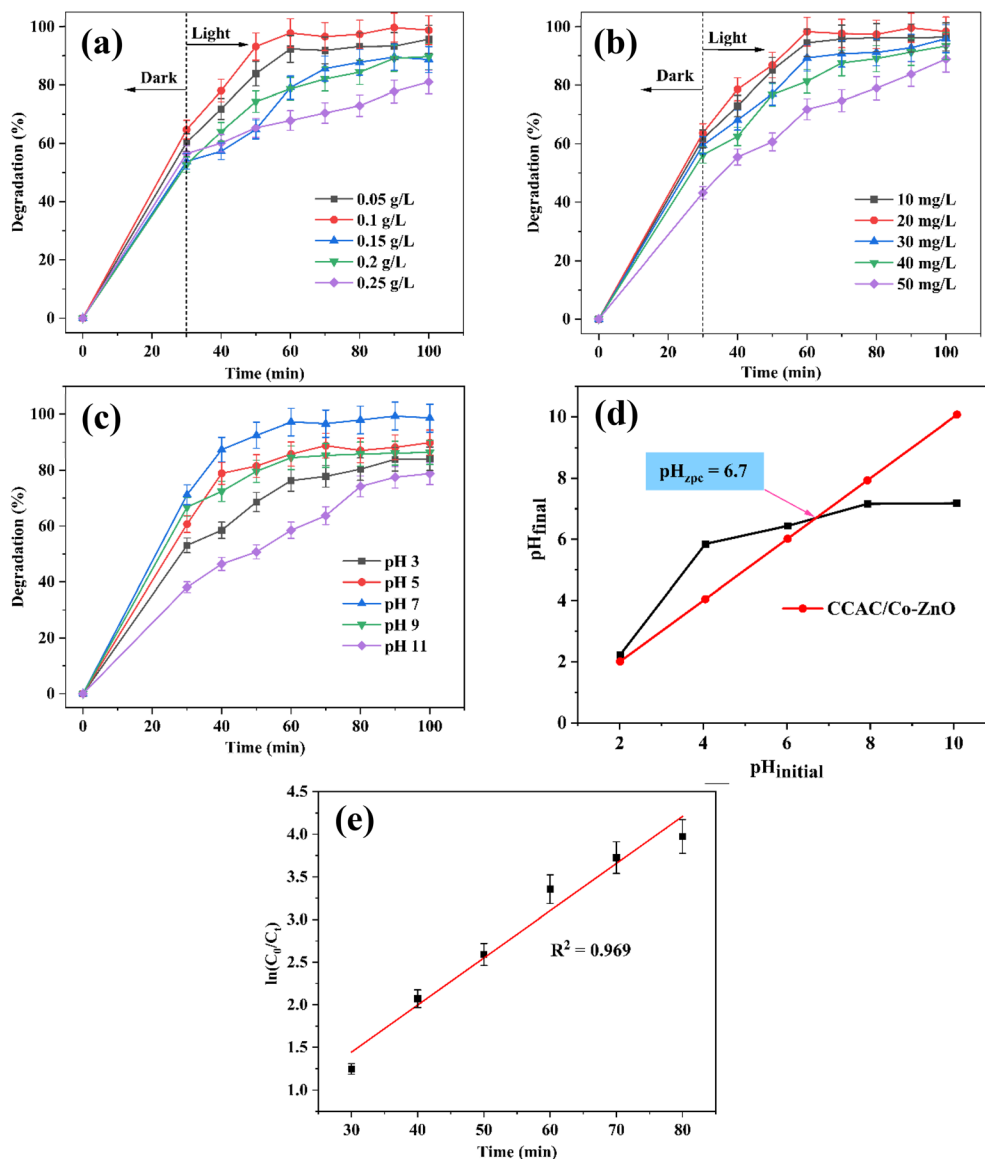 (a)
Light
Dark
0.05 g/L
0.1 g/L
0.15 g/L
0.2 g/L
0.25 g/L
Degradation (%)
0
20
40
60
80
100
0 20 40 60 80 100
Time (min)
(b)
Light
Dark
10 mg/L
20 mg/L
30 mg/L
40 mg/L
50 mg/L
Degradation (%)
0
20
40
60
80
100
0 20 40 60 80 100
Time (min)
(c)
pH 3
pH 5
pH 7
pH 9
pH 11
Degradation (%)
0
20
40
60
80
100
0 20 40 60 80 100
Time (min)
(d)
pHzpc = 6.7
CCAC/Co-ZnO
pHfinal
0
2
4
6
8
10
2 4 6 8 10
pHinitial
(e)
R² = 0.969
ln(C₀/Cₜ)
1.0
1.5
2.0
2.5
3.0
3.5
4.0
4.5
30 40 50 60 70 80
Time (min)